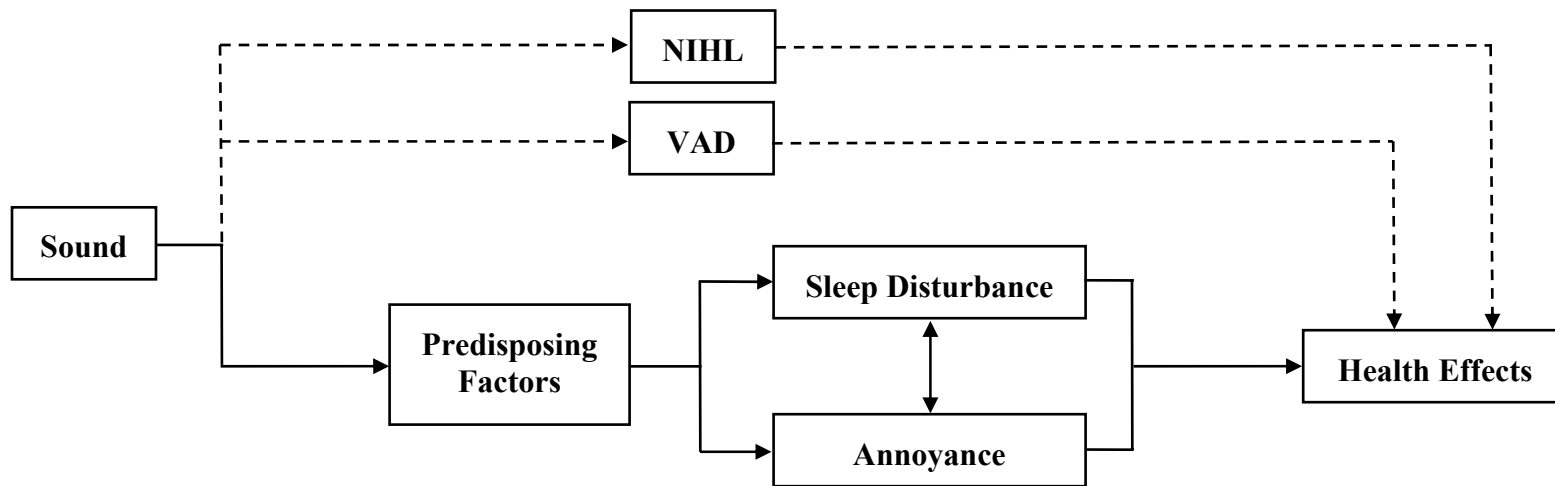 NIHL
VAD
Sound
Sleep Disturbance
Predisposing
Factors
Health Effects
Annoyance